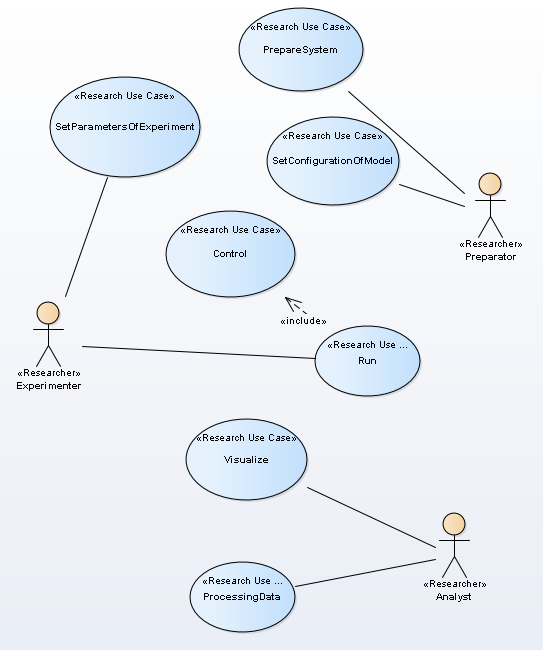 «Research Use Case»
PrepareSystem
«Research Use Case»
SetParametersOfExperiment
«Research Use Case»
SetConfigurationOfModel
«Researcher»
Preparator
«Research Use Case»
Control
«include»
«Research Use ...
Run
«Researcher»
Experimenter
«Research Use Case»
Visualize
«Research Use ...
ProcessingData
«Researcher»
Analyst